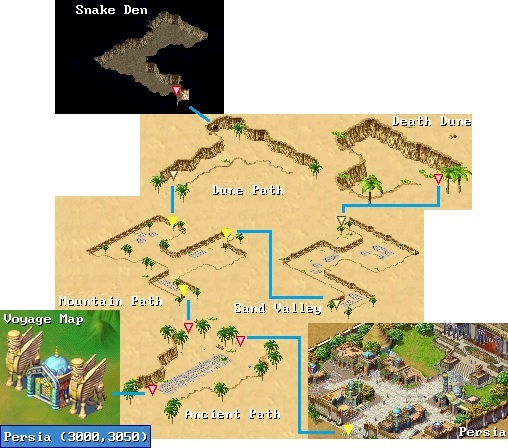 Snake Den
Death Dune
Dune Path
Mountain Path
Sand Valley
Voyage Map
Ancient Path
Persia
Persia (3000,3050)